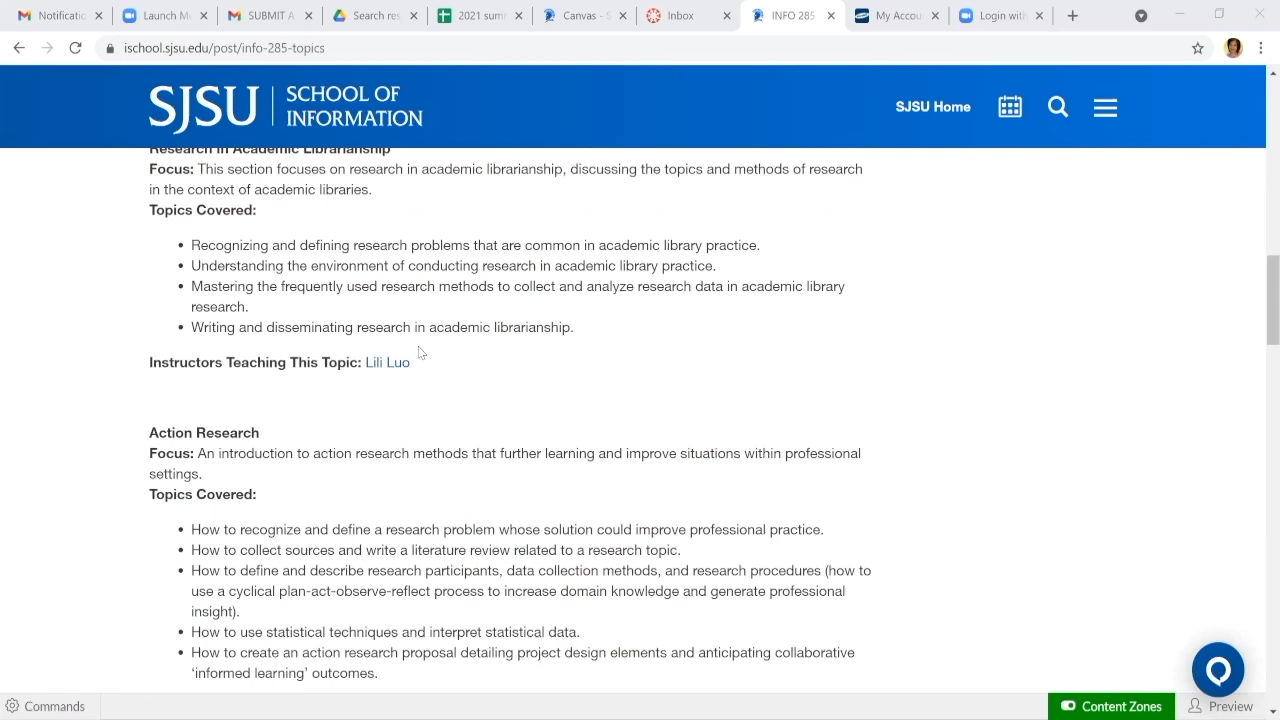 Notificatio
Launch M
SUBMIT A
Search res
2021 sum
Canvas - S
Inbox
INFO 285
My Accou
Login with
ischool.sjsu.edu/post/info-285-topics
SJSU SCHOOL OF INFORMATION
SJSU Home
Research in Academic Librarianship
Focus: This section focuses on research in academic librarianship, discussing the topics and methods of research
in the context of academic libraries.
Topics Covered:
• Recognizing and defining research problems that are common in academic library practice.
• Understanding the environment of conducting research in academic library practice.
• Mastering the frequently used research methods to collect and analyze research data in academic library
research.
• Writing and disseminating research in academic librarianship.
Instructors Teaching This Topic: Lili Luo
Action Research
Focus: An introduction to action research methods that further learning and improve situations within professional
settings.
Topics Covered:
• How to recognize and define a research problem whose solution could improve professional practice.
• How to collect sources and write a literature review related to a research topic.
• How to define and describe research participants, data collection methods, and research procedures (how to
use a cyclical plan-act-observe-reflect process to increase domain knowledge and generate professional
insight).
• How to use statistical techniques and interpret statistical data.
• How to create an action research proposal detailing project design elements and anticipating collaborative
‘informed learning’ outcomes.
Commands
Content Zones
Preview